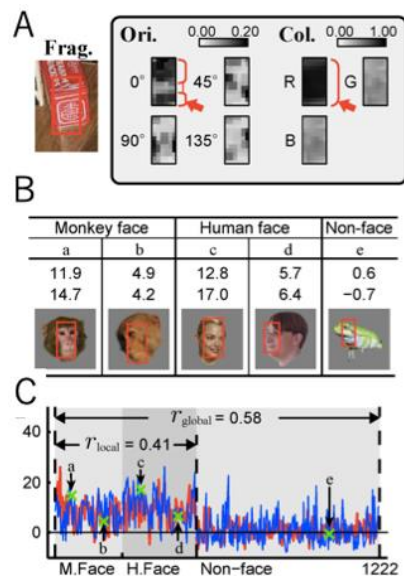 A
Frag.
Ori.
0.00 0.20
Col.
0.00 1.00
0° 45°
R G
90° 135°
B
B
Monkey face Human face Non-face
a b c d e
11.9 4.9 12.8 5.7 0.6
14.7 4.2 17.0 6.4 −0.7
C
r global = 0.58
r local = 0.41
40
20
0
a c e
b d
M.Face H.Face Non-face 1222